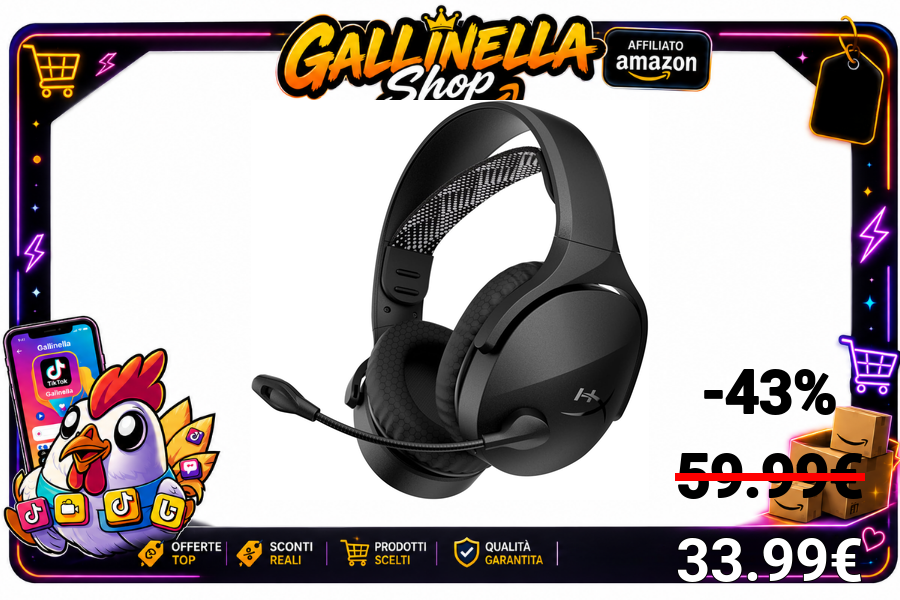 GALLINELLA
Shop
AFFILIATO
amazon
Gallinella
TikTok
Gallinella
-43%
59.99€
33.99€
OFFERTE
TOP
SCONTI
REALI
PRODOTTI
SCELTI
QUALITÀ
GARANTITA